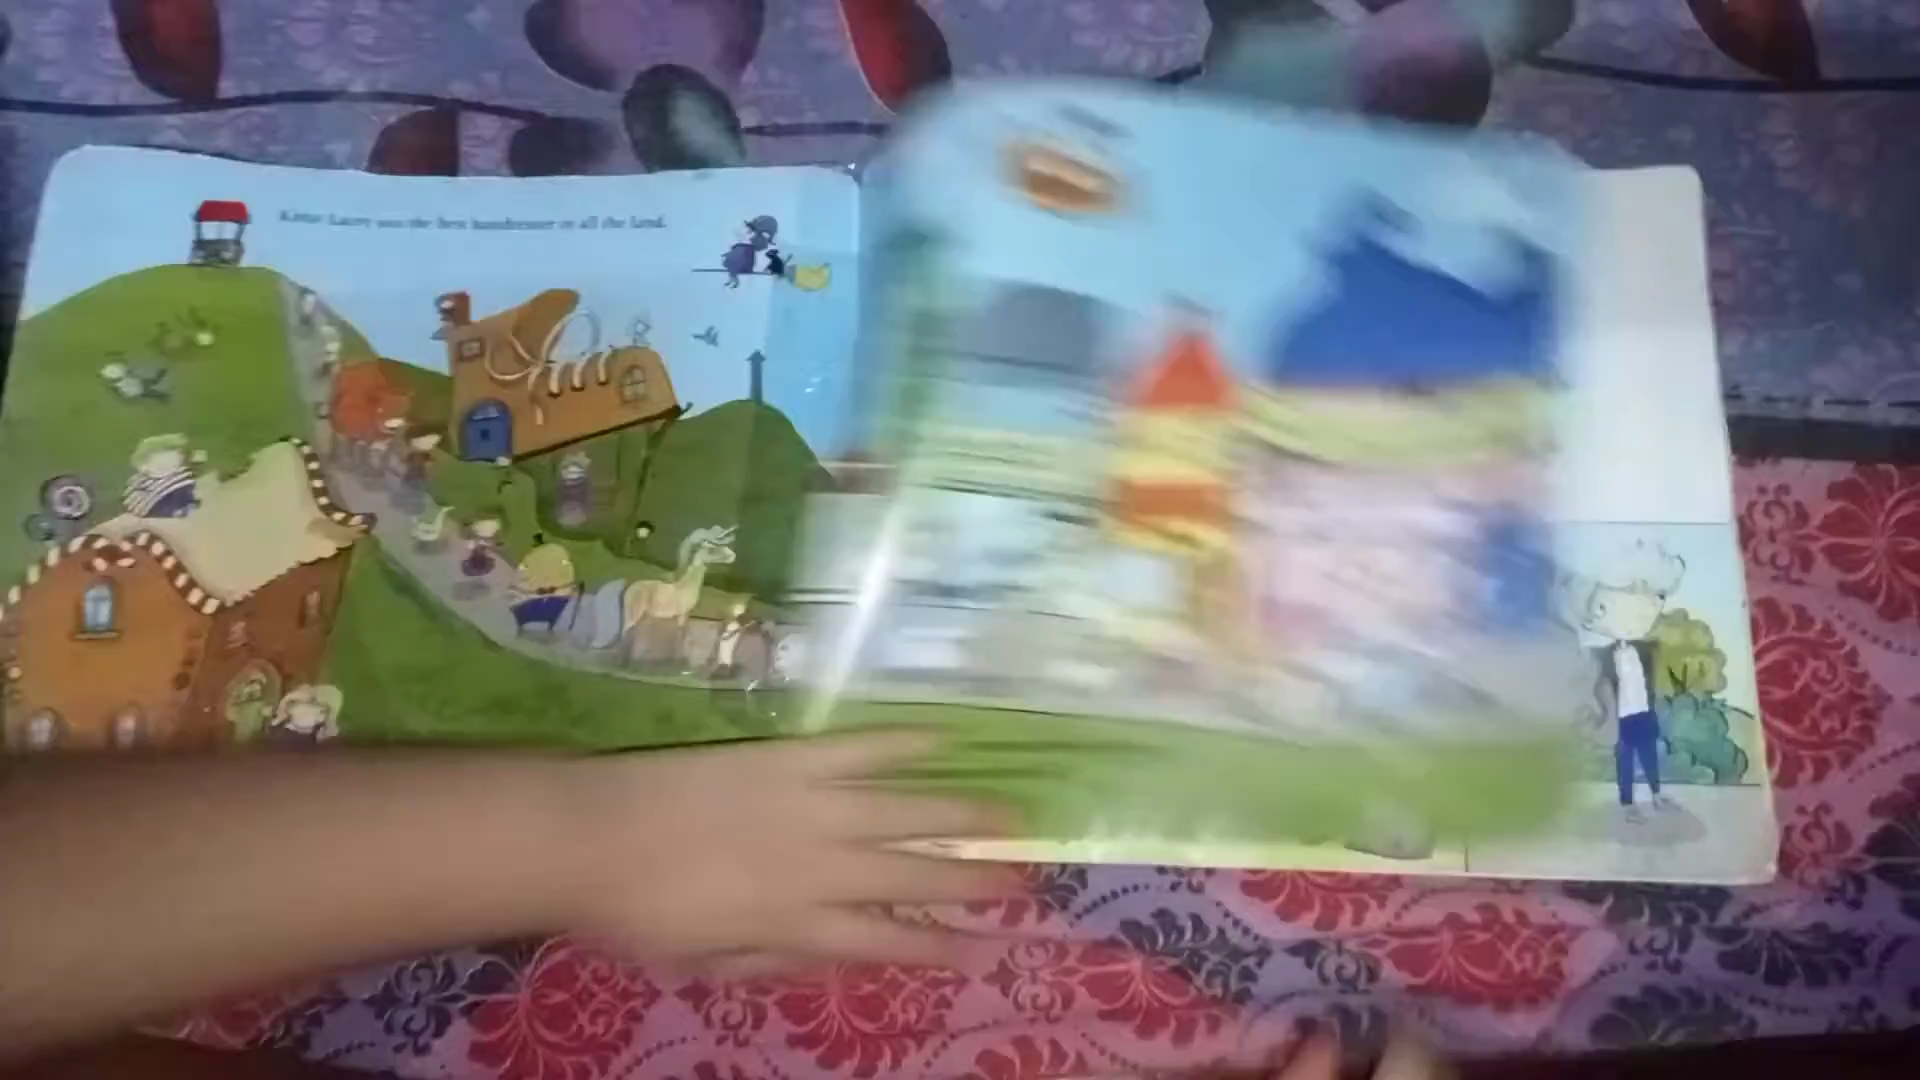 Kittie Lacey was the best hairdresser in all the land.